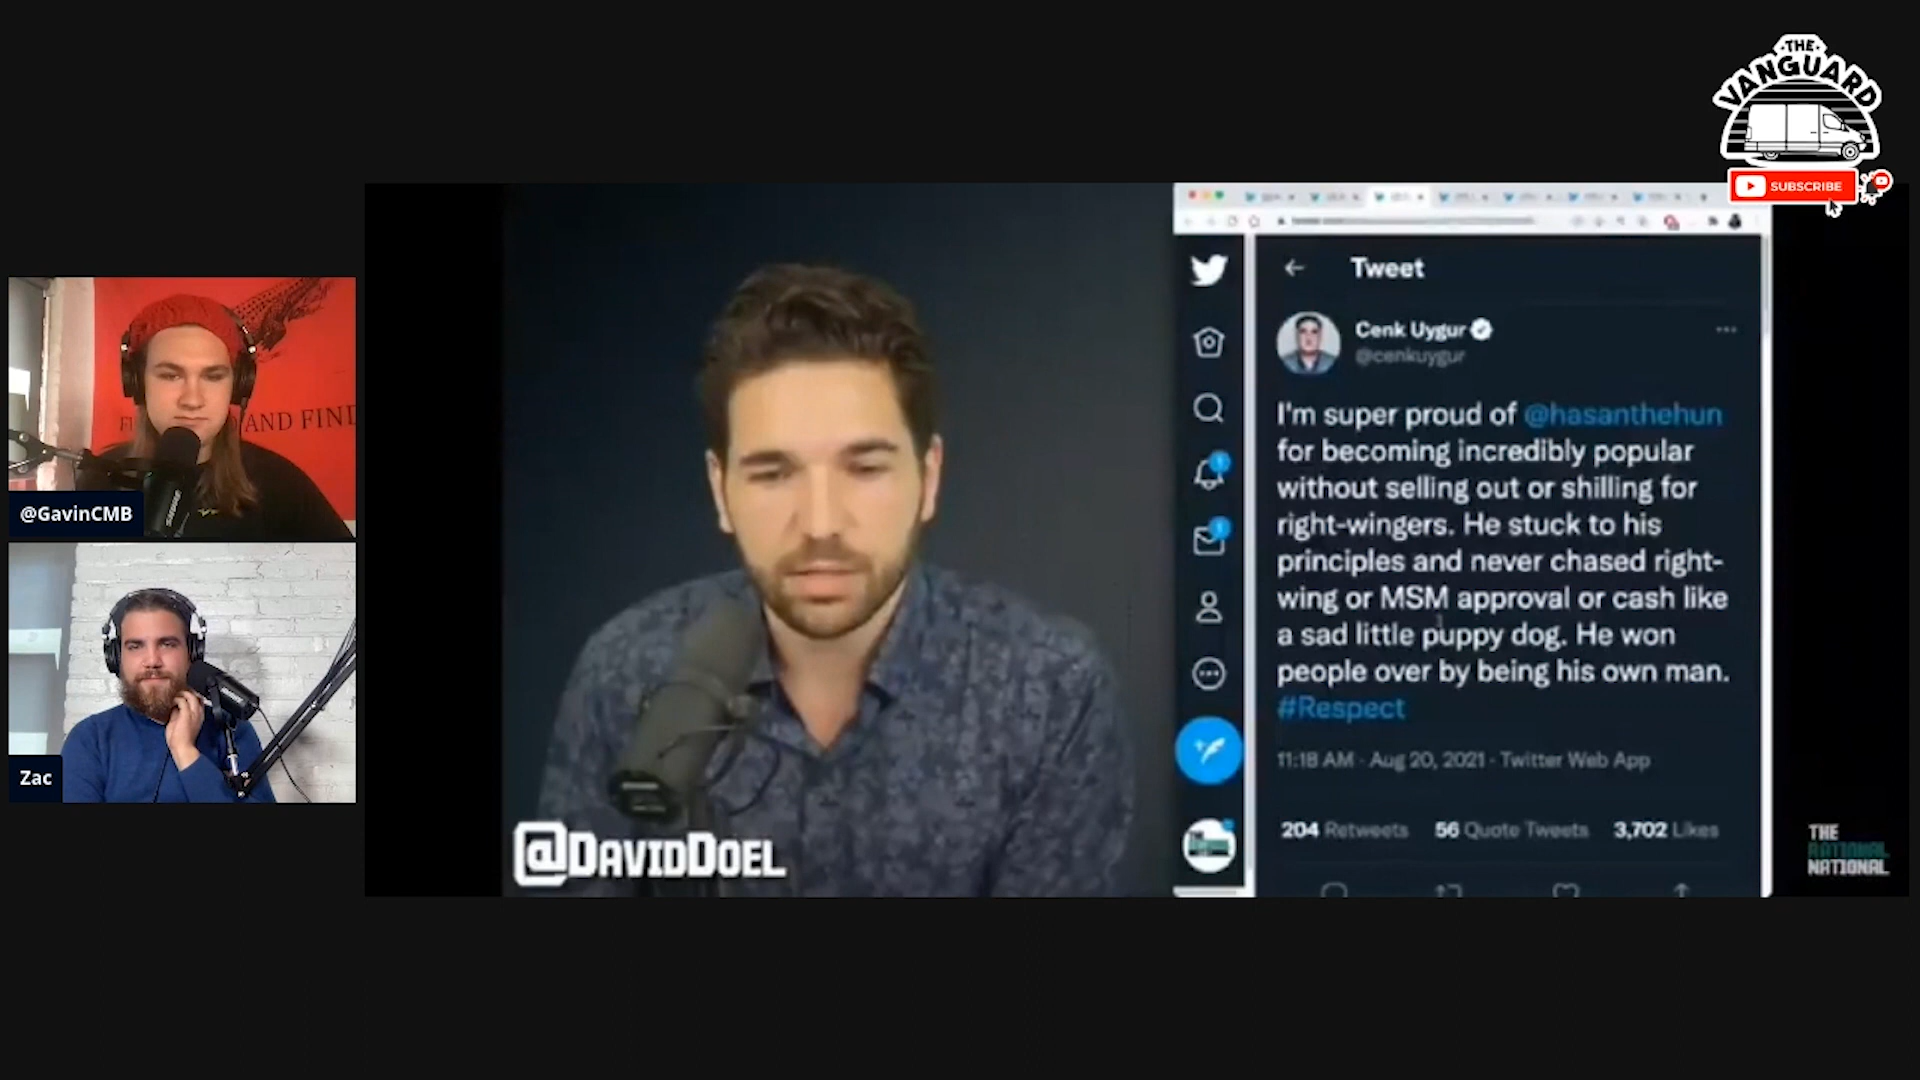 THE
VANGUARD
SUBSCRIBE
AND FIND
@GavinCMB
Zac
@DAVIDDOEL
Tweet
Cenk Uygur
@cenkuygur
I'm super proud of @hasanthehun
for becoming incredibly popular
without selling out or shilling for
right-wingers. He stuck to his
principles and never chased right-
wing or MSM approval or cash like
a sad little puppy dog. He won
people over by being his own man.
#Respect
11:18 AM · Aug 20, 2021 · Twitter Web App
204 Retweets 56 Quote Tweets 3,702 Likes
THE
RATIONAL
NATIONAL